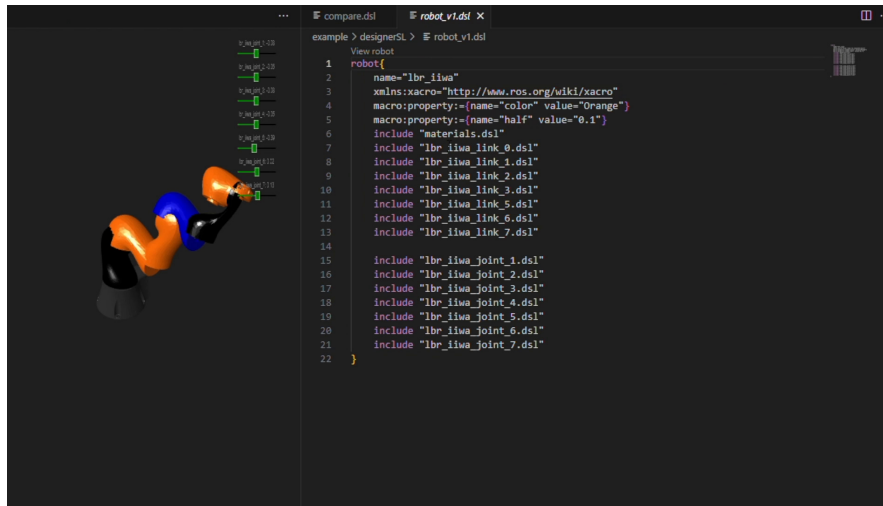 compare.dsl
robot_v1.dsl
example > designerSL > robot_v1.dsl
View robot
1 robot{
2 name="lbr_iiwa"
3 xmlns:xacro="http://www.ros.org/wiki/xacro"
4 macro:property:={name="color" value="Orange"}
5 macro:property:={name="half" value="0.1"}
6 include "materials.dsl"
7 include "lbr_iiwa_link_0.dsl"
8 include "lbr_iiwa_link_1.dsl"
9 include "lbr_iiwa_link_2.dsl"
10 include "lbr_iiwa_link_3.dsl"
11 include "lbr_iiwa_link_5.dsl"
12 include "lbr_iiwa_link_6.dsl"
13 include "lbr_iiwa_link_7.dsl"
14
15 include "lbr_iiwa_joint_1.dsl"
16 include "lbr_iiwa_joint_2.dsl"
17 include "lbr_iiwa_joint_3.dsl"
18 include "lbr_iiwa_joint_4.dsl"
19 include "lbr_iiwa_joint_5.dsl"
20 include "lbr_iiwa_joint_6.dsl"
21 include "lbr_iiwa_joint_7.dsl"
22 }